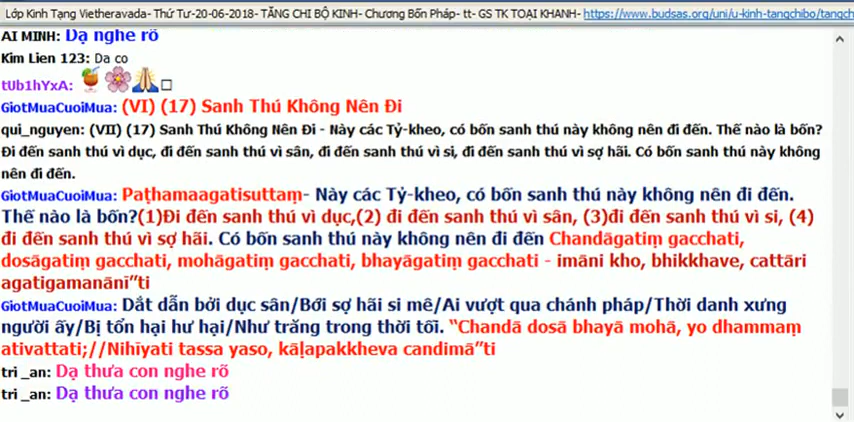 Lớp Kinh Tạng Vietheravada- Thứ Tư-20-06-2018- TĂNG CHI BỘ KINH- Chương Bốn Pháp- tt- GS TK TOẠI KHANH- https://www.budsas.org/uni/u-kinh-tangchibo/tangch
AI MINH: Dạ nghe rõ
Kim Lien 123: Da co
tUb1hYxA: 🍹🌸🙏□
GiotMuaCuoiMua: (VI) (17) Sanh Thú Không Nên Đi
qui_nguyen: (VII) (17) Sanh Thú Không Nên Đi - Này các Tỷ-kheo, có bốn sanh thú này không nên đi đến. Thế nào là bốn?
Đi đến sanh thú vì dục, đi đến sanh thú vì sân, đi đến sanh thú vì si, đi đến sanh thú vì sợ hãi. Có bốn sanh thú này không
nên đi đến.
GiotMuaCuoiMua: Paṭhamaagatisuttaṃ- Này các Tỷ-kheo, có bốn sanh thú này không nên đi đến.
Thế nào là bốn?(1)Đi đến sanh thú vì dục,(2) đi đến sanh thú vì sân, (3)đi đến sanh thú vì si, (4)
đi đến sanh thú vì sợ hãi. Có bốn sanh thú này không nên đi đến Chandāgatiṃ gacchati,
dosāgatiṃ gacchati, mohāgatiṃ gacchati, bhayāgatiṃ gacchati - imāni kho, bhikkhave, cattāri
agatigamanānī”ti
GiotMuaCuoiMua: Dắt dẫn bởi dục sân/Bới sợ hãi si mê/Ai vượt qua chánh pháp/Thời danh xưng
người ấy/Bị tổn hại hư hại/Như trăng trong thời tối. “Chandā dosā bhayā mohā, yo dhammaṃ
ativattati;//Nihīyati tassa yaso, kāḷapakkheva candimā”ti
tri _an: Dạ thưa con nghe rõ
tri _an: Dạ thưa con nghe rõ